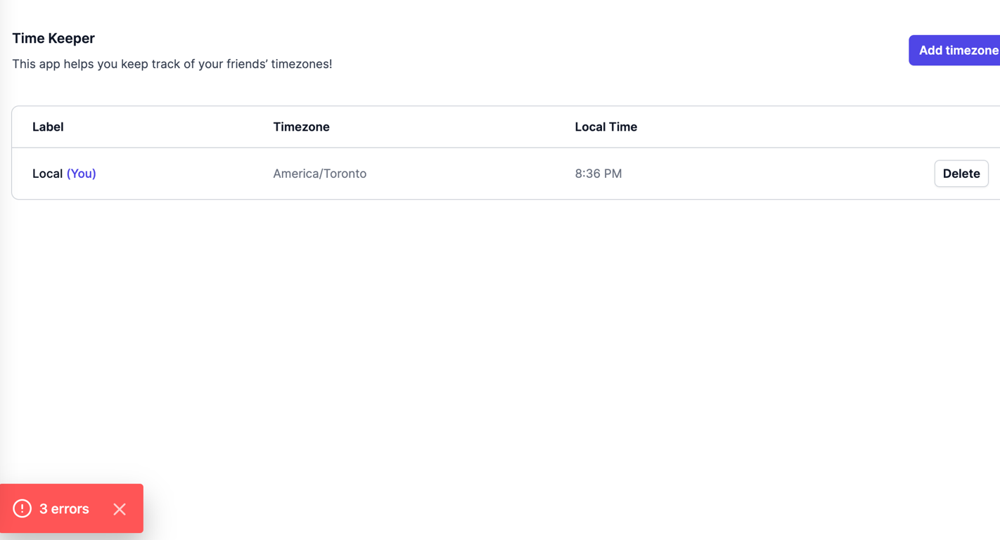 Time Keeper
This app helps you keep track of your friends’ timezones!
Add timezone
Label Timezone Local Time
Local (You) America/Toronto 8:36 PM Delete
3 errors